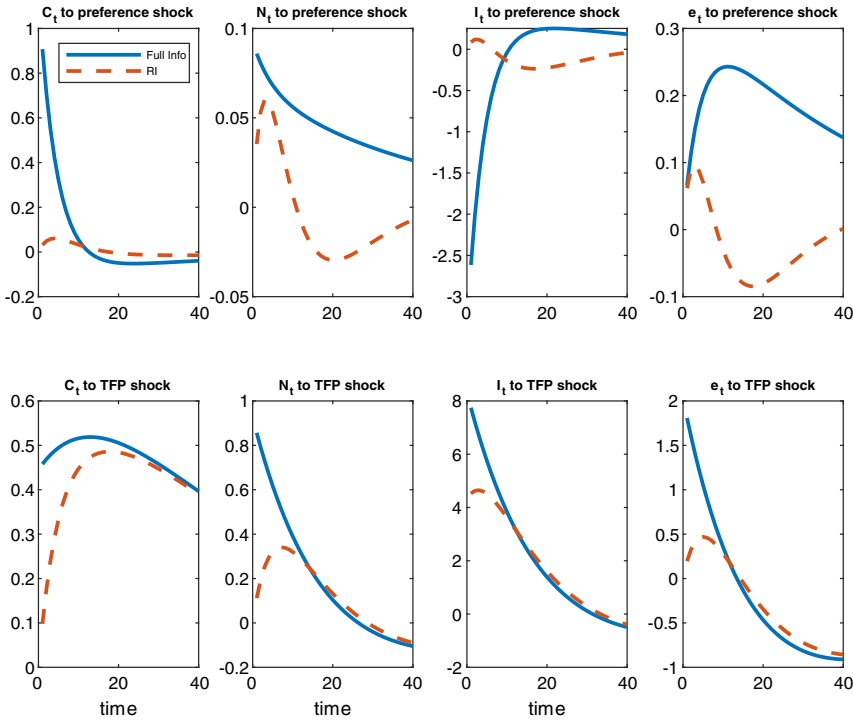 C_t to preference shock
N_t to preference shock
I_t to preference shock
e_t to preference shock
1
0.8
0.6
0.4
0.2
0
-0.2
0 20 40
Full Info
RI
0.1
0.05
0
-0.05
0 20 40
0
-0.5
-1
-1.5
-2
-2.5
-3
0 20 40
0.3
0.2
0.1
0
-0.1
0 20 40
C_t to TFP shock
N_t to TFP shock
I_t to TFP shock
e_t to TFP shock
0.6
0.5
0.4
0.3
0.2
0.1
0
0 20 40
time
1
0.8
0.6
0.4
0.2
0
-0.2
0 20 40
time
8
6
4
2
0
-2
0 20 40
time
2
1.5
1
0.5
0
-0.5
-1
0 20 40
time